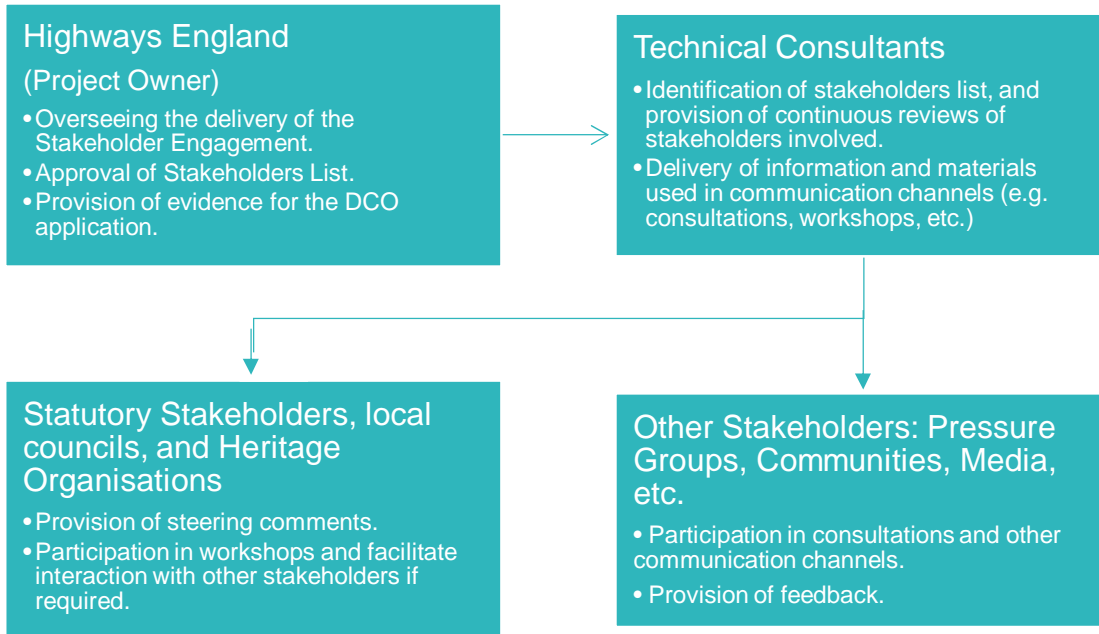 Highways England
(Project Owner)
•Overseeing the delivery of the
Stakeholder Engagement.
•Approval of Stakeholders List.
•Provision of evidence for the DCO
application.
Technical Consultants
•Identification of stakeholders list, and
provision of continuous reviews of
stakeholders involved.
•Delivery of information and materials
used in communication channels (e.g.
consultations, workshops, etc.)
Statutory Stakeholders, local
councils, and Heritage
Organisations
•Provision of steering comments.
•Participation in workshops and facilitate
interaction with other stakeholders if
required.
Other Stakeholders: Pressure
Groups, Communities, Media,
etc.
• Participation in consultations and other
communication channels.
• Provision of feedback.